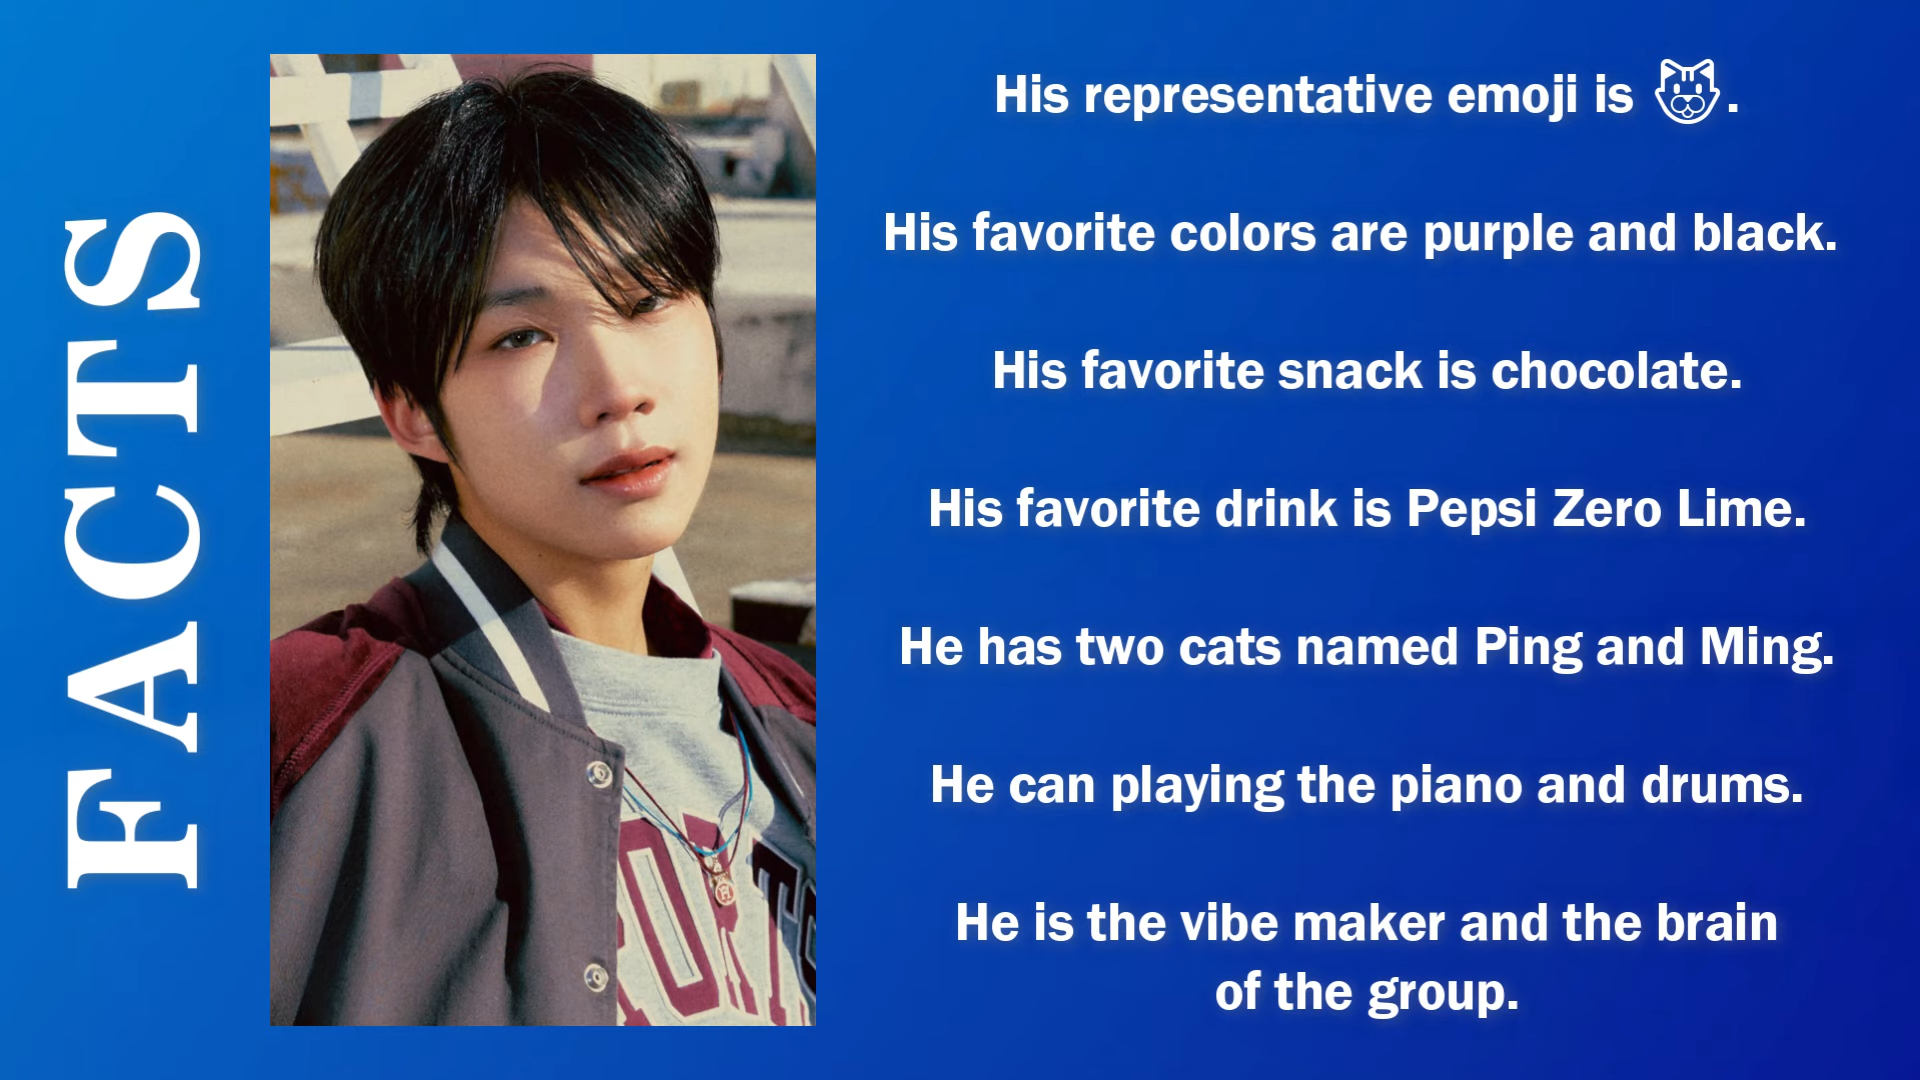 FACTS
His representative emoji is 🐱.
His favorite colors are purple and black.
His favorite snack is chocolate.
His favorite drink is Pepsi Zero Lime.
He has two cats named Ping and Ming.
He can playing the piano and drums.
He is the vibe maker and the brain
of the group.